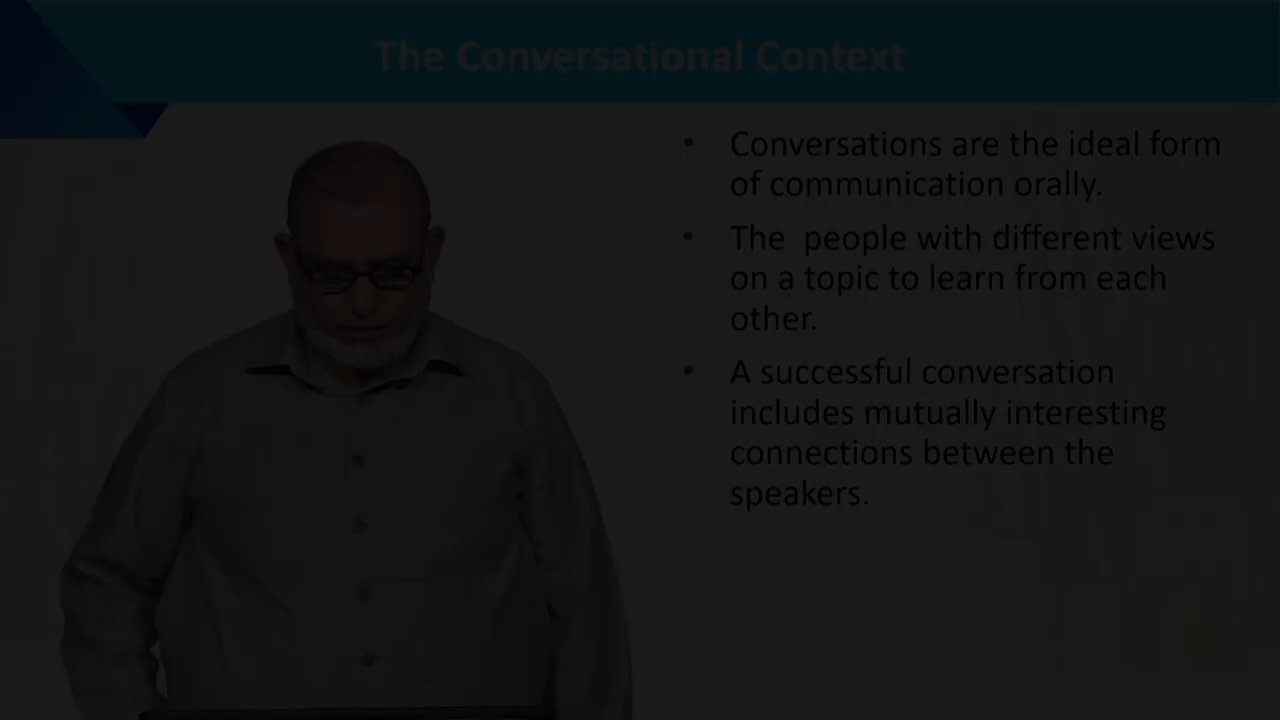 The Conversational Context
• Conversations are the ideal form
of communication orally.
• The  people with different views
on a topic to learn from each
other.
• A successful conversation
includes mutually interesting
connections between the
speakers.